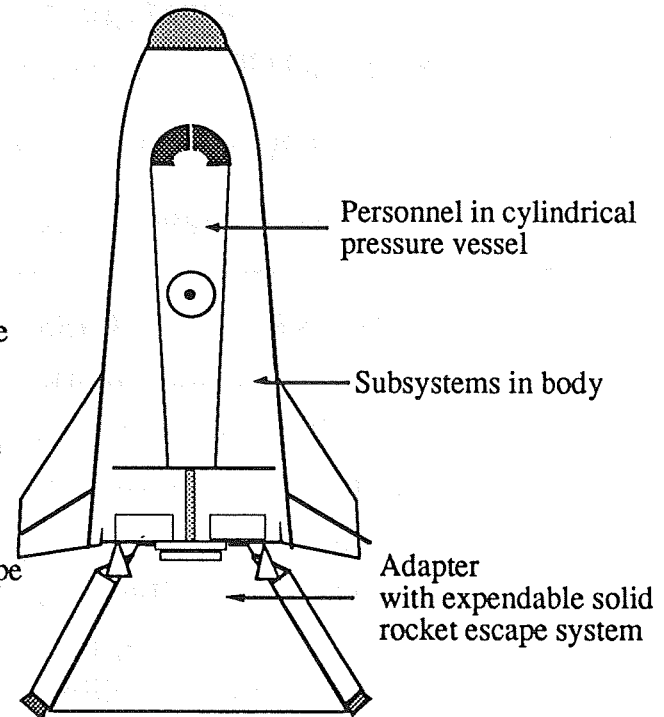 Personnel in cylindrical
pressure vessel
Subsystems in body
Adapter
with expendable solid
rocket escape system